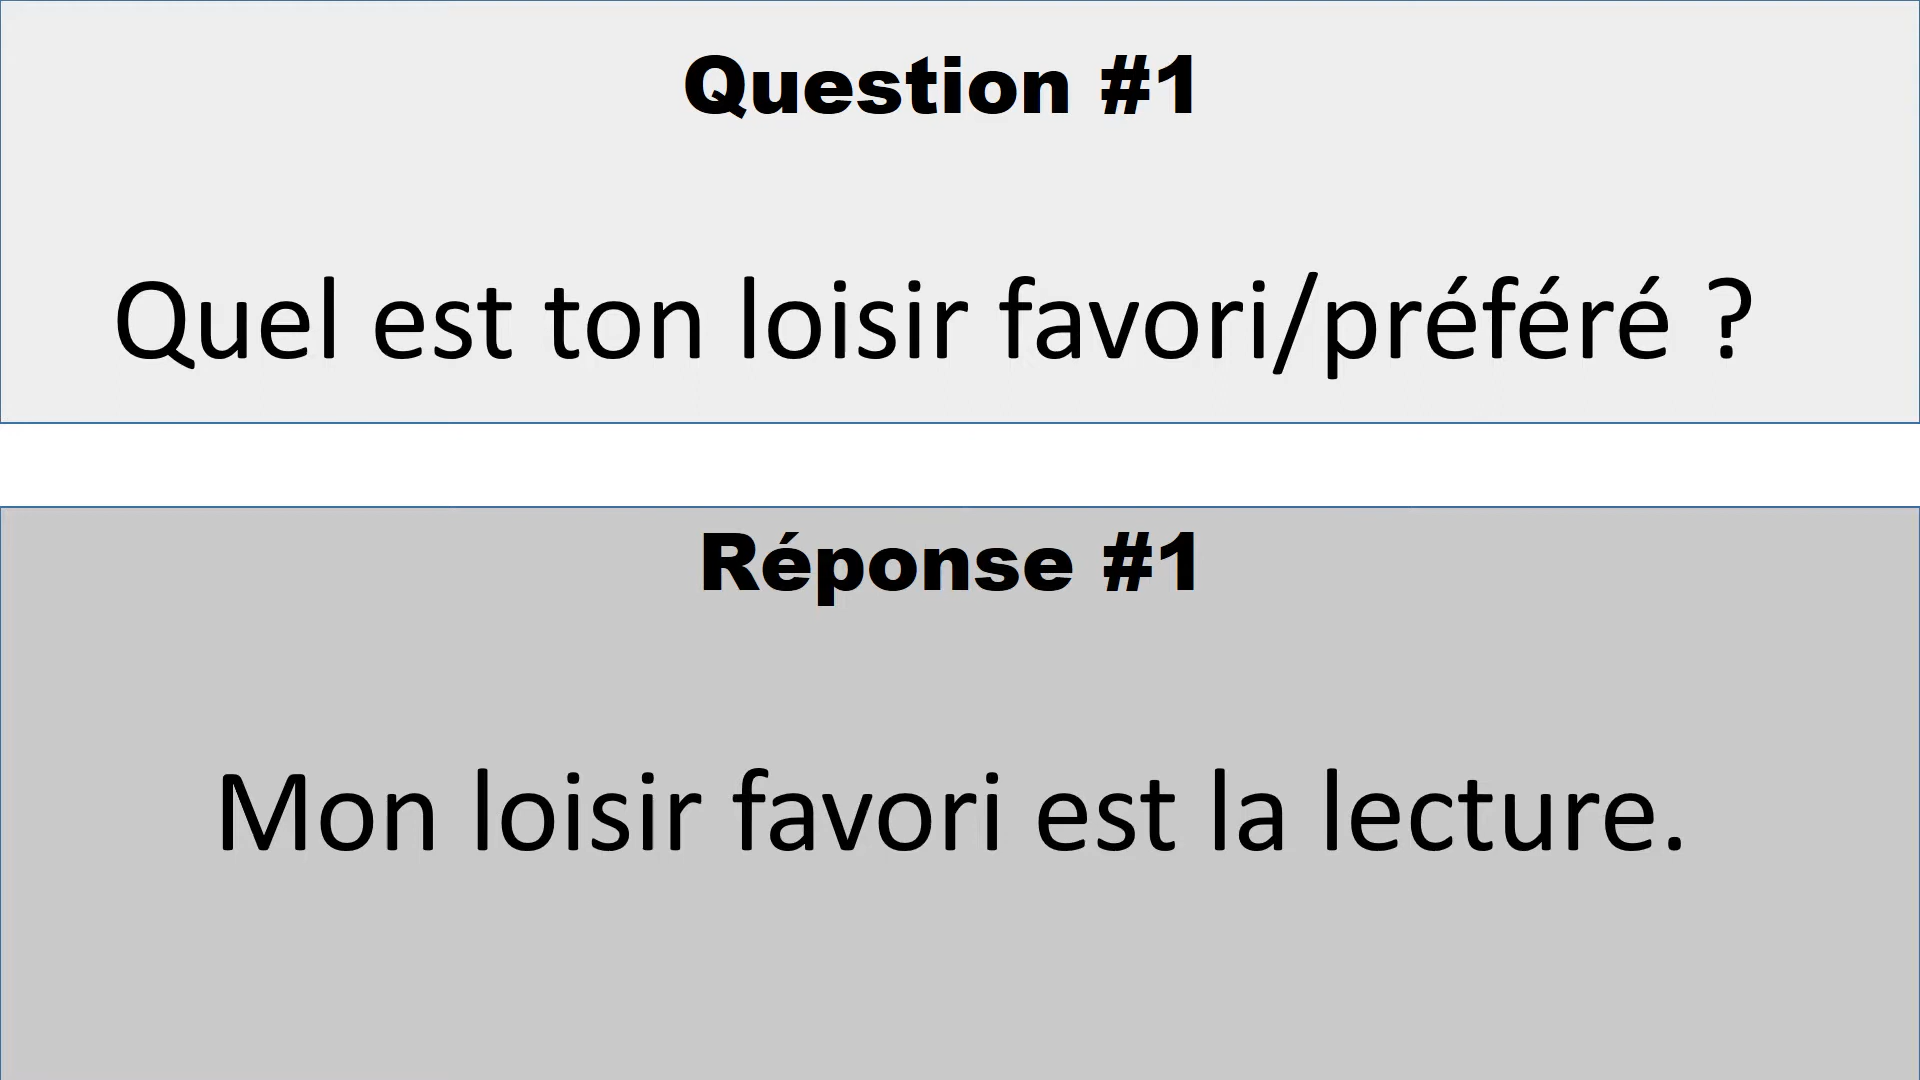 Question #1
Quel est ton loisir favori/préféré ?
Réponse #1
Mon loisir favori est la lecture.